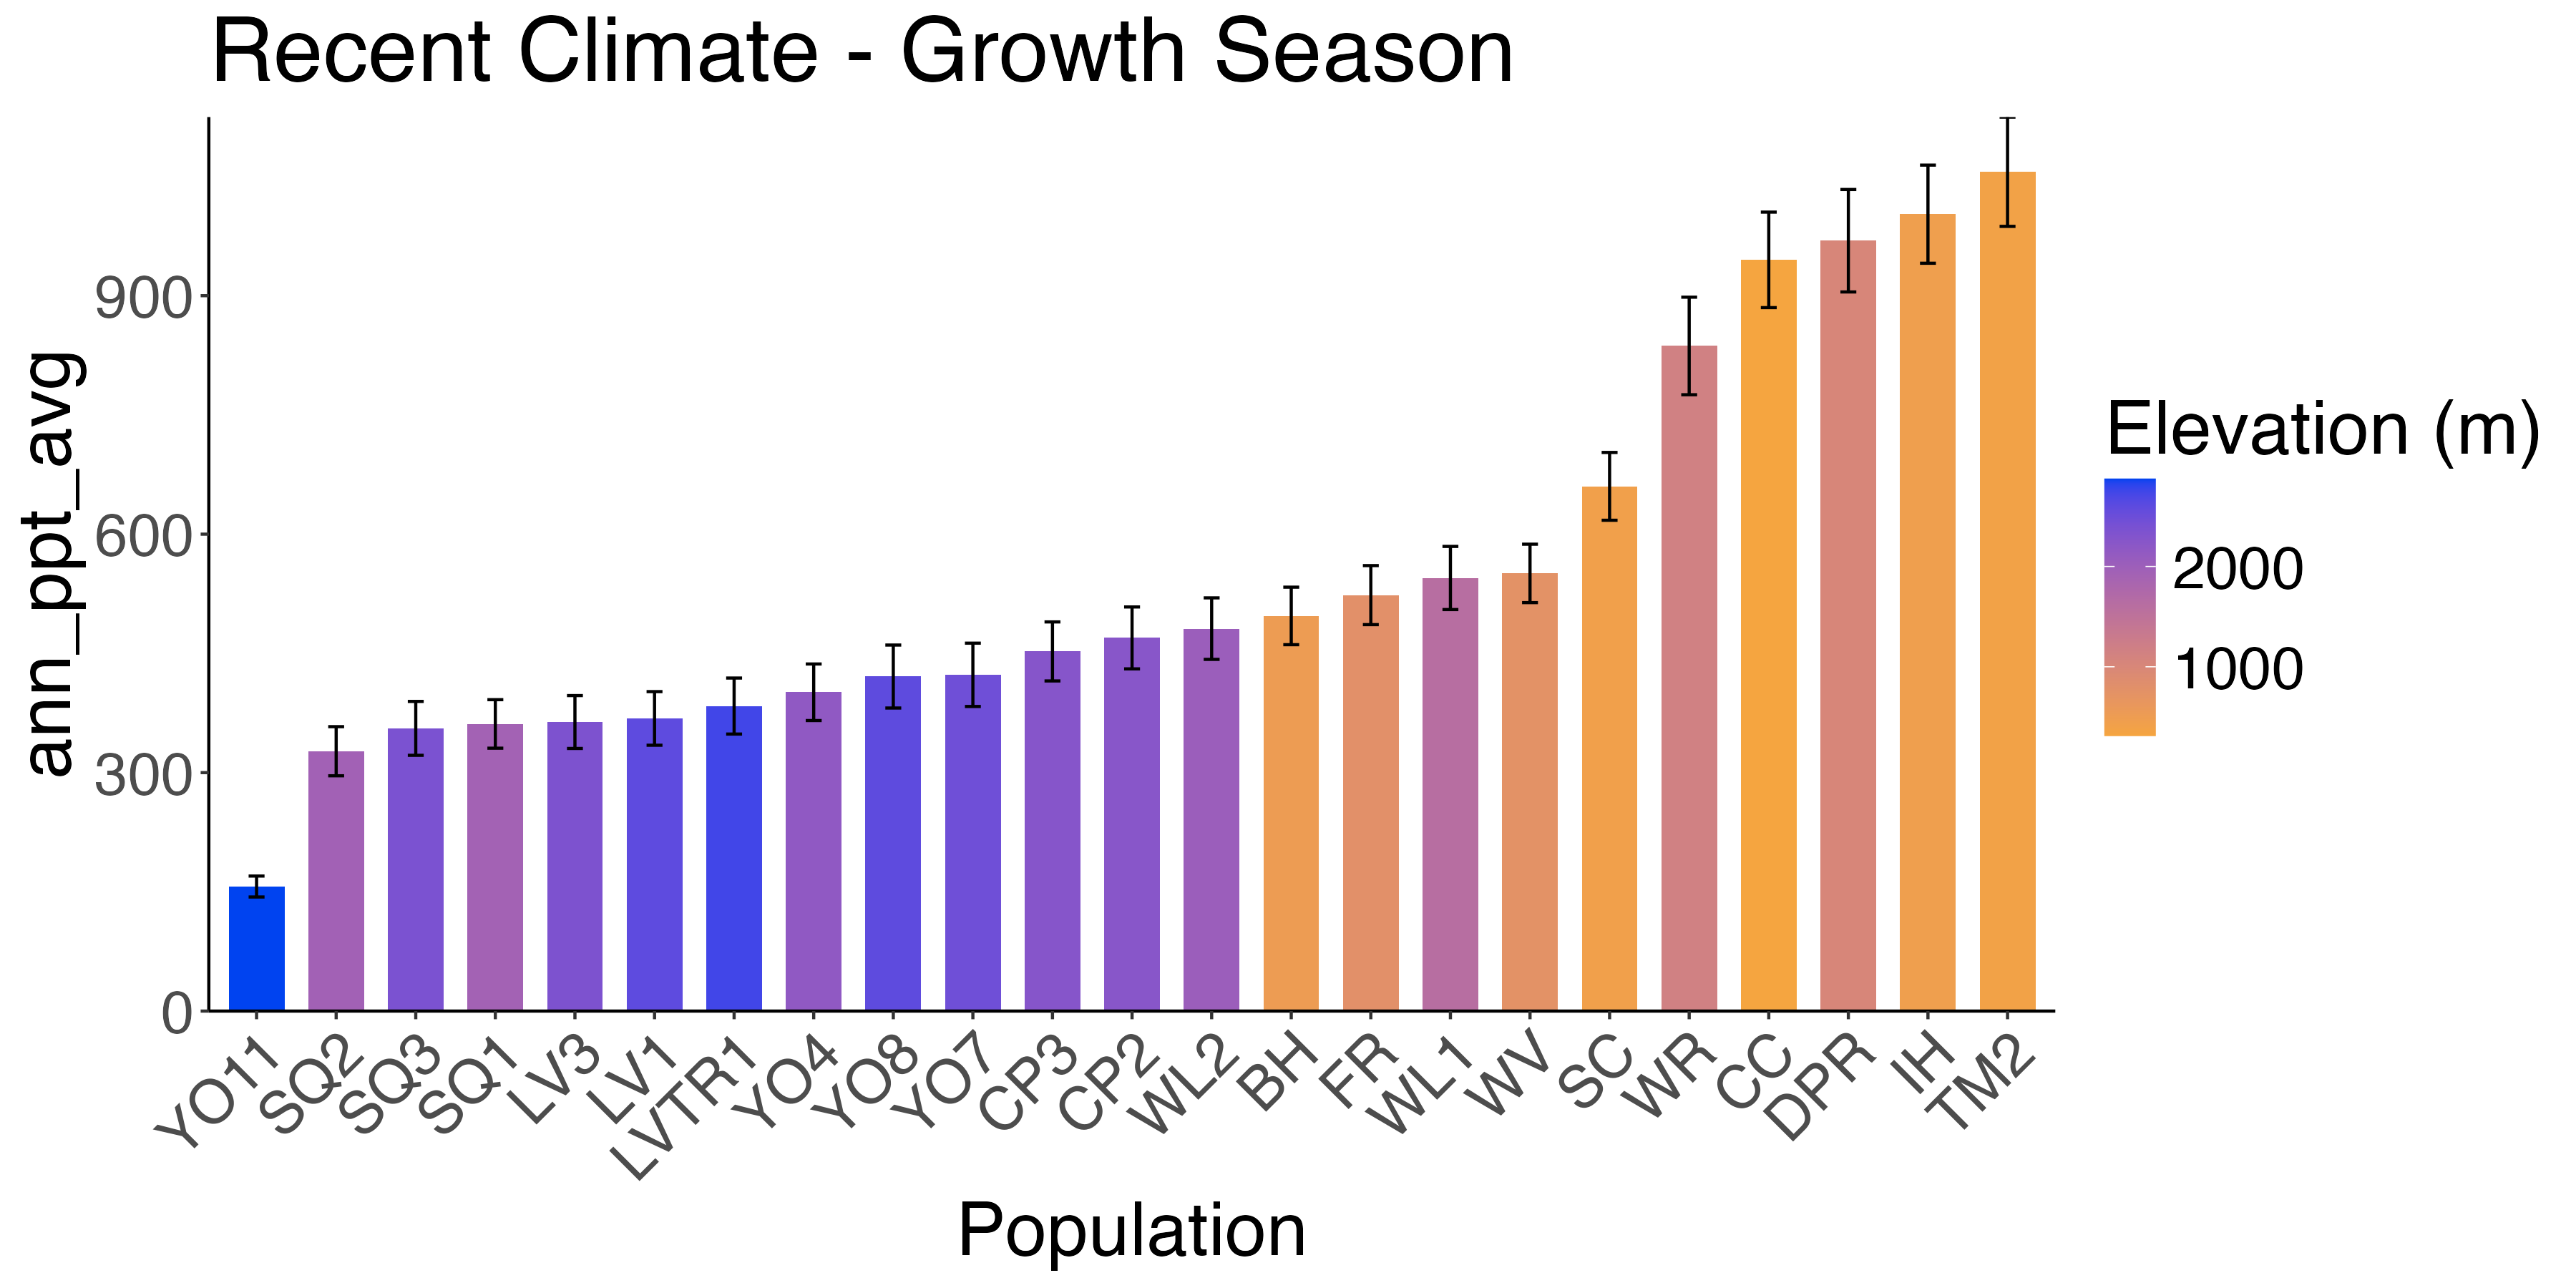 Recent Climate - Growth Season
ann_ppt_avg
900
600
300
0
YO11
SQ2
SQ3
SQ1
LV3
LV1
LVTR1
YO4
YO8
YO7
CP3
CP2
WL2
BH
FR
WL1
WV
SC
WR
CC
DPR
IH
TM2
Population
Elevation (m)
2000
1000